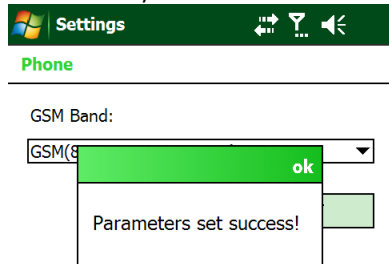 Settings
Phone
GSM Band:
GSM(8
ok
Parameters set success!